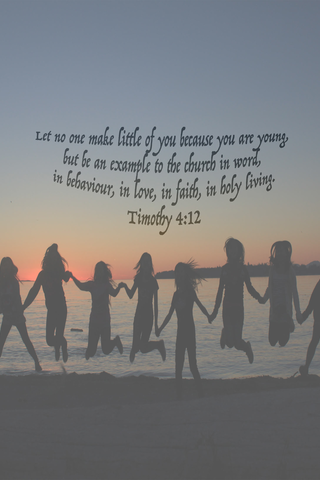 Let no one make little of you because you are young,
but be an example to the church in word,
in behaviour, in love, in faith, in holy living.
Timothy 4:12